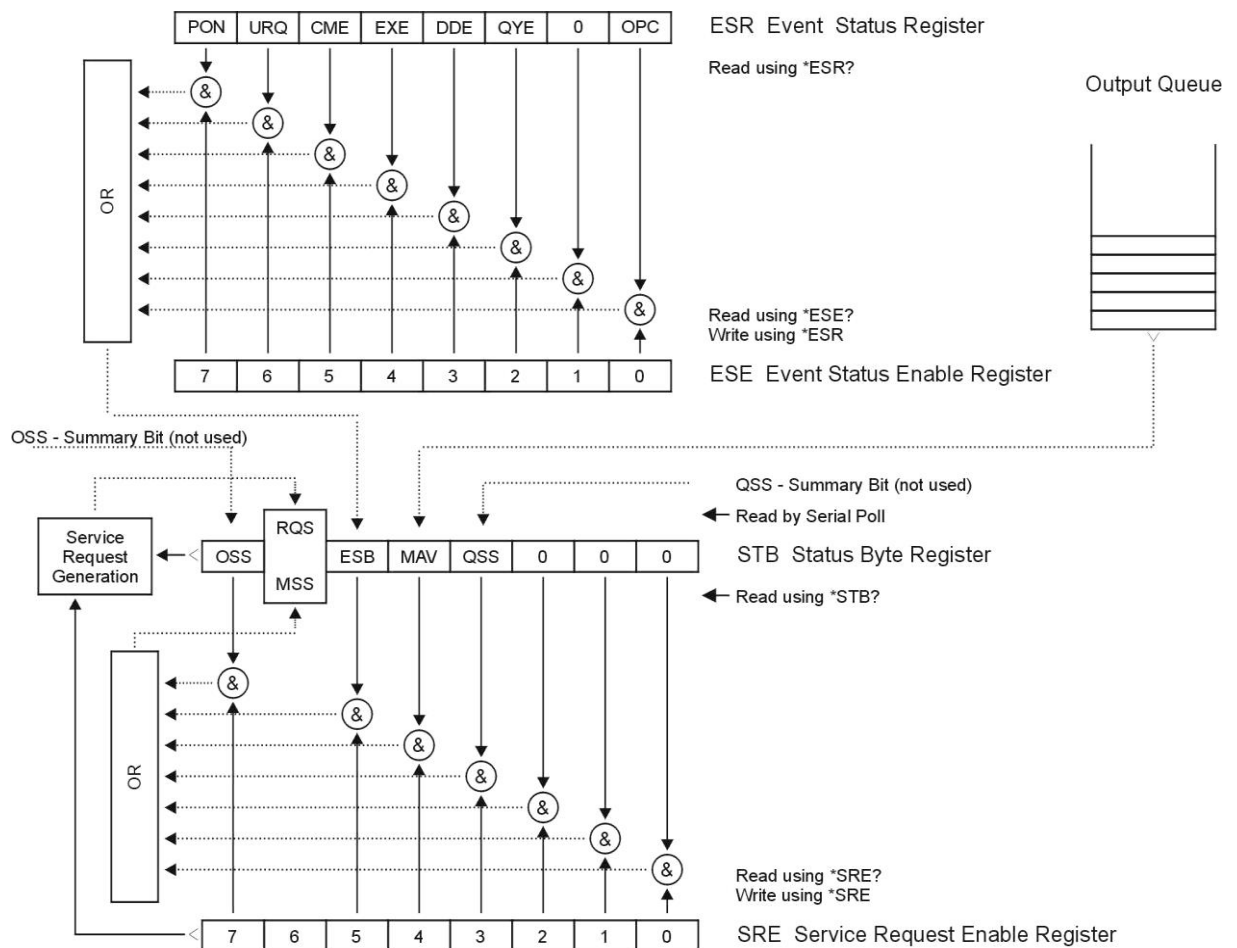 PON URQ CME EXE DDE QYE 0 OPC
ESR Event Status Register
Read using *ESR?
Output Queue
&
&
&
&
&
&
&
&
OR
Read using *ESE?
Write using *ESR
7 6 5 4 3 2 1 0
ESE Event Status Enable Register
OSS - Summary Bit (not used)
QSS - Summary Bit (not used)
Read by Serial Poll
Service
Request
Generation
OSS
RQS
MSS
ESB MAV QSS 0 0 0
STB Status Byte Register
Read using *STB?
&
&
&
&
&
&
&
OR
Read using *SRE?
Write using *SRE
7 6 5 4 3 2 1 0
SRE Service Request Enable Register